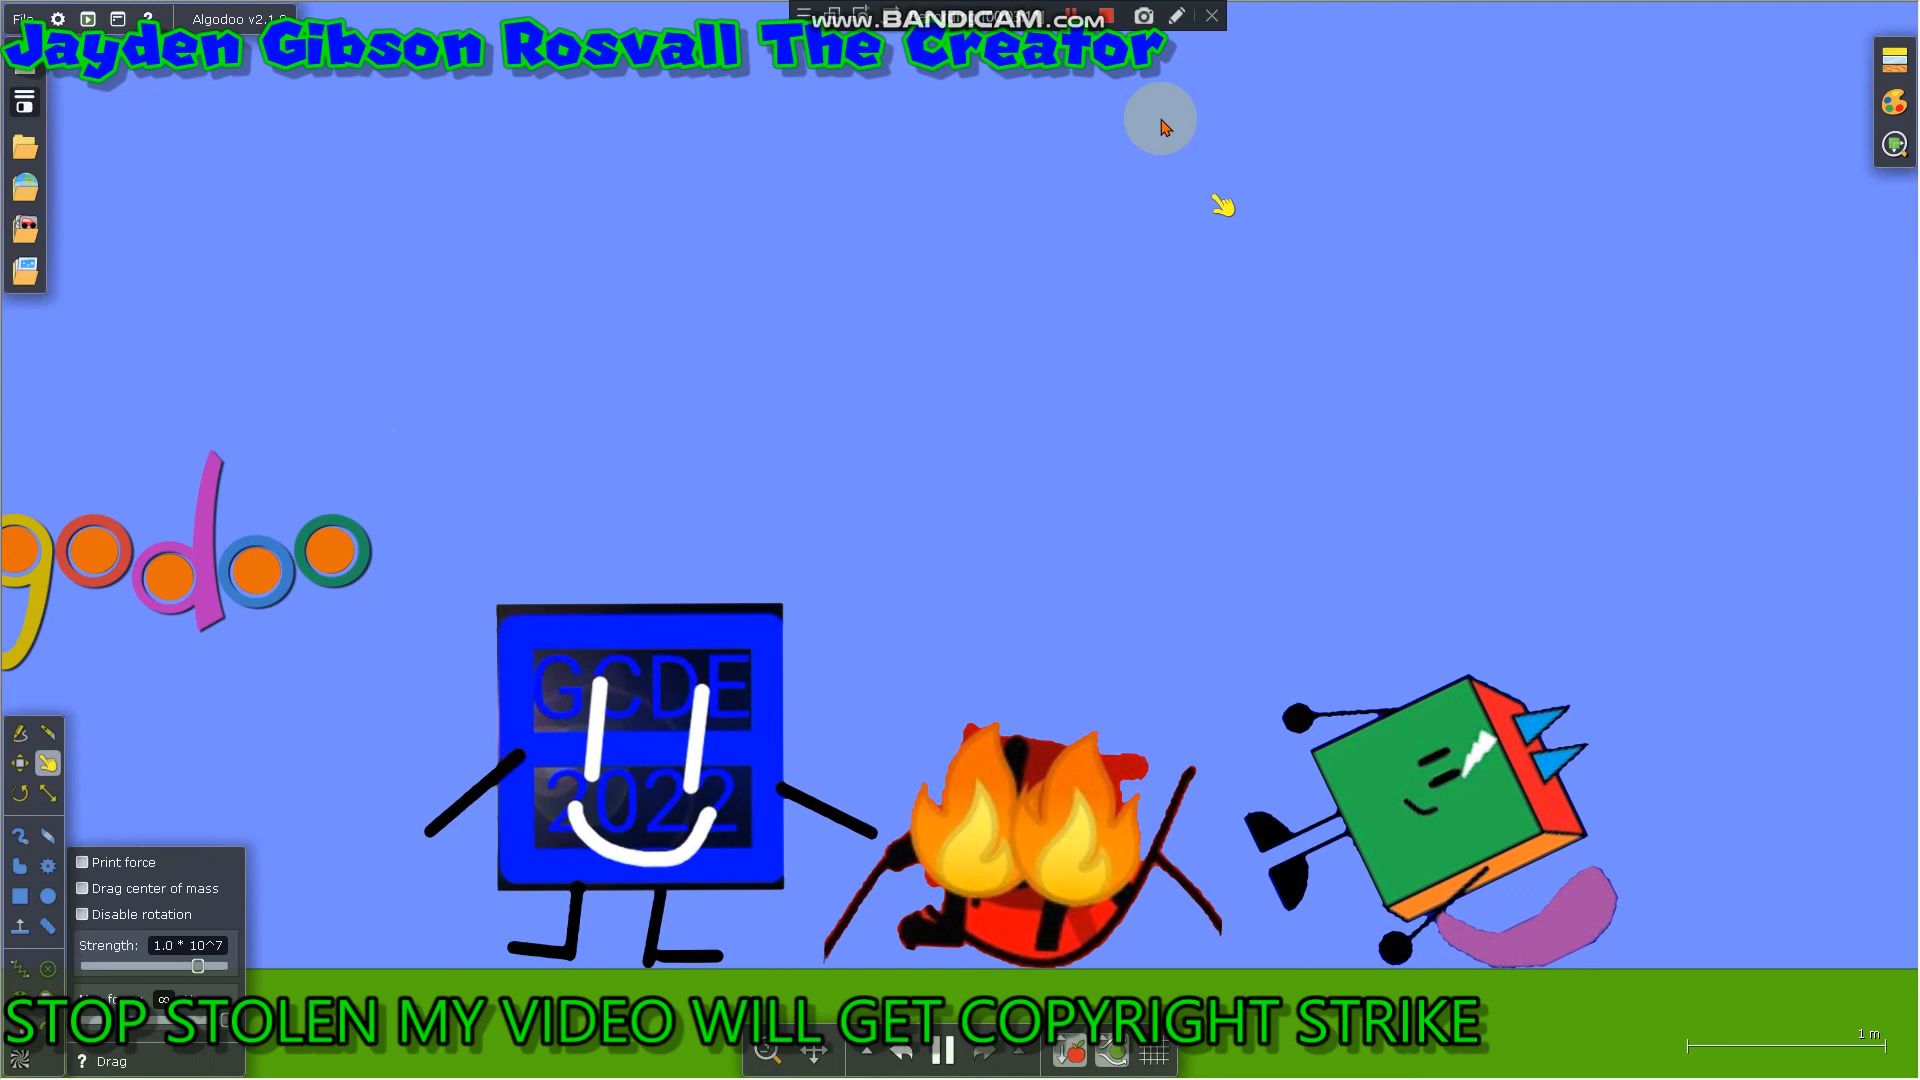 File
Algodoo v2.1.
www.BANDICAM.com
Jayden Gibson Rosvall The Creator
godoo
GCDE
2022
Print force
Drag center of mass
Disable rotation
Strength: 1.0 * 10^7
∞
STOP STOLEN MY VIDEO WILL GET COPYRIGHT STRIKE
1 m
? Drag